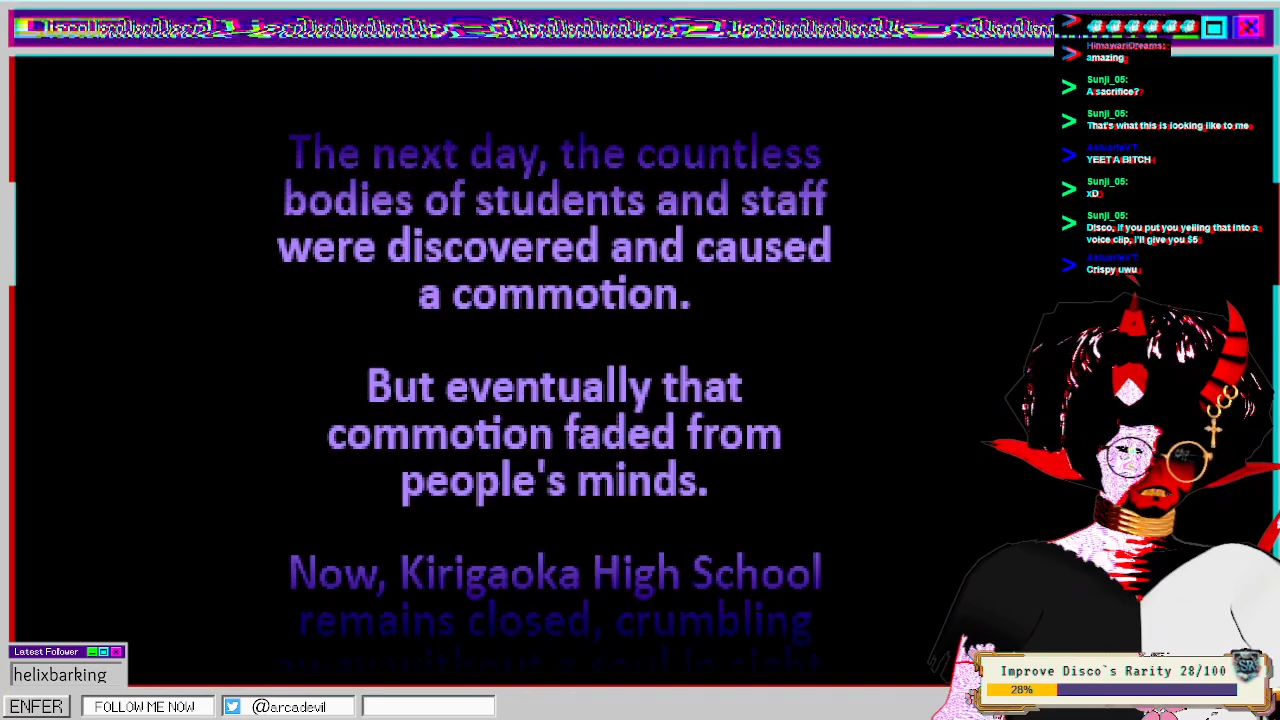 The next day, the countless
bodies of students and staff
were discovered and caused
a commotion.
But eventually that
commotion faded from
people's minds.
Now, Kirigaoka High School
remains closed, crumbling
HimawariDreams:
amazing
Sunji_05:
A sacrifice?
Sunji_05:
That's what this is looking like to me
YEET A BITCH
Sunji_05:
xD
Sunji_05:
Disco, if you put you yelling that into a
voice clip, I'll give you $5
Crispy uwu
Latest Follower
helixbarking
ENFER
FOLLOW ME NOW
@arcadevil
Improve Disco`s Rarity 28/100
28%
SR